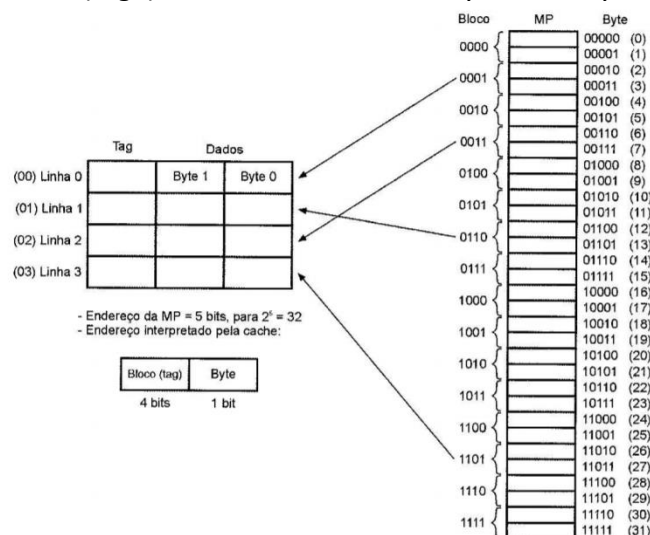 Bloco MP Byte
0000 00000 (0)
00001 (1)
0001 00010 (2)
00011 (3)
0010 00100 (4)
00101 (5)
0011 00110 (6)
00111 (7)
0100 01000 (8)
01001 (9)
0101 01010 (10)
01011 (11)
0110 01100 (12)
01101 (13)
0111 01110 (14)
01111 (15)
1000 10000 (16)
10001 (17)
1001 10010 (18)
10011 (19)
1010 10100 (20)
10101 (21)
1011 10110 (22)
10111 (23)
1100 11000 (24)
11001 (25)
1101 11010 (26)
11011 (27)
1110 11100 (28)
11101 (29)
1111 11110 (30)
11111 (31)
Tag Dados
(00) Linha 0 Byte 1 Byte 0
(01) Linha 1
(02) Linha 2
(03) Linha 3
- Endereço da MP = 5 bits, para 2⁵ = 32
- Endereço interpretado pela cache:
Bloco (tag) Byte
4 bits 1 bit